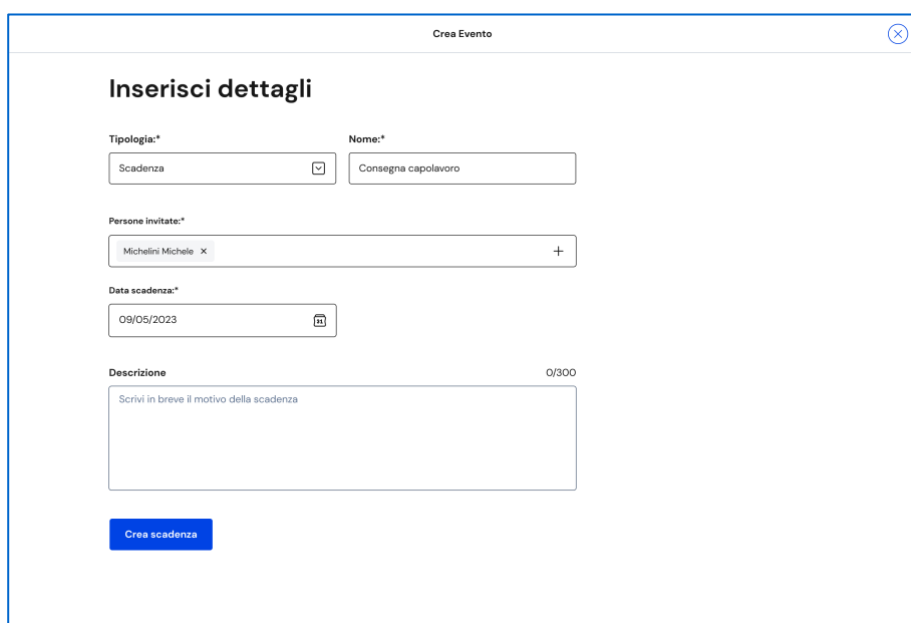 Crea Evento
Inserisci dettagli
Tipologia:* Nome:*
Scadenza Consegna capolavoro
Persone invitate:*
Michelini Michele
Data scadenza:*
09/05/2023
Descrizione 0/300
Scrivi in breve il motivo della scadenza
Crea scadenza